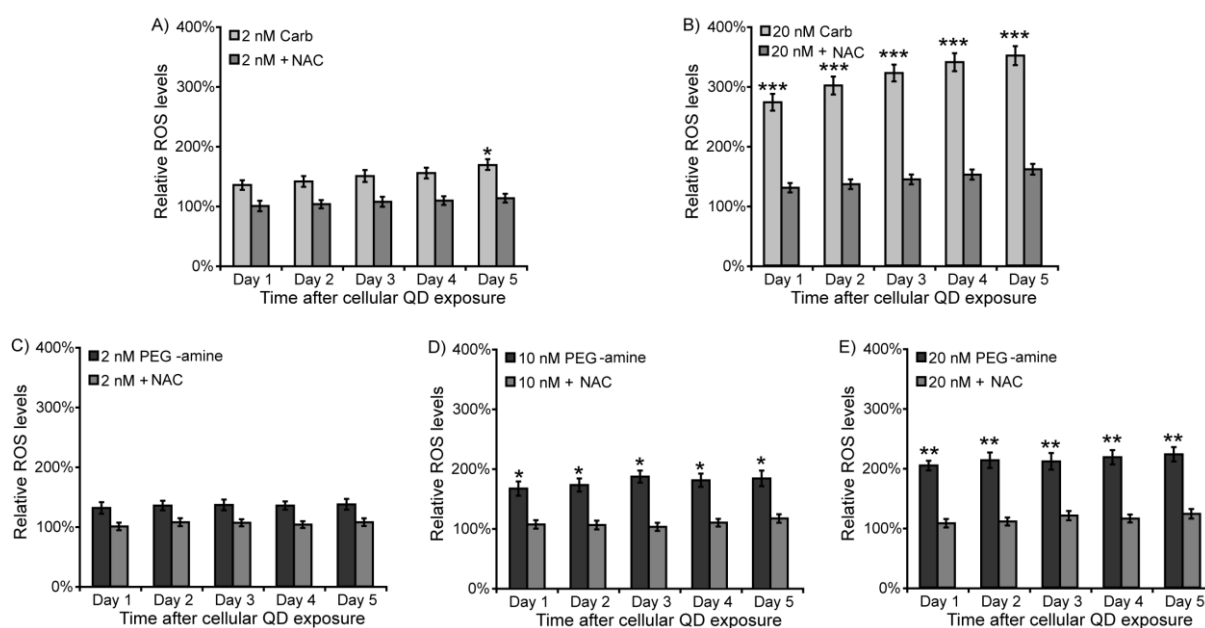 A)
400%
300%
200%
100%
0%
Relative ROS levels
2 nM Carb
2 nM + NAC
*
Day 1 Day 2 Day 3 Day 4 Day 5
Time after cellular QD exposure
B)
400%
300%
200%
100%
0%
Relative ROS levels
20 nM Carb
20 nM + NAC
*** *** *** *** ***
Day 1 Day 2 Day 3 Day 4 Day 5
Time after cellular QD exposure
C)
400%
300%
200%
100%
0%
Relative ROS levels
2 nM PEG -amine
2 nM + NAC
Day 1 Day 2 Day 3 Day 4 Day 5
Time after cellular QD exposure
D)
400%
300%
200%
100%
0%
Relative ROS levels
10 nM PEG -amine
10 nM + NAC
* * * * *
Day 1 Day 2 Day 3 Day 4 Day 5
Time after cellular QD exposure
E)
400%
300%
200%
100%
0%
Relative ROS levels
20 nM PEG-amine
20 nM + NAC
** ** ** ** **
Day 1 Day 2 Day 3 Day 4 Day 5
Time after cellular QD exposure